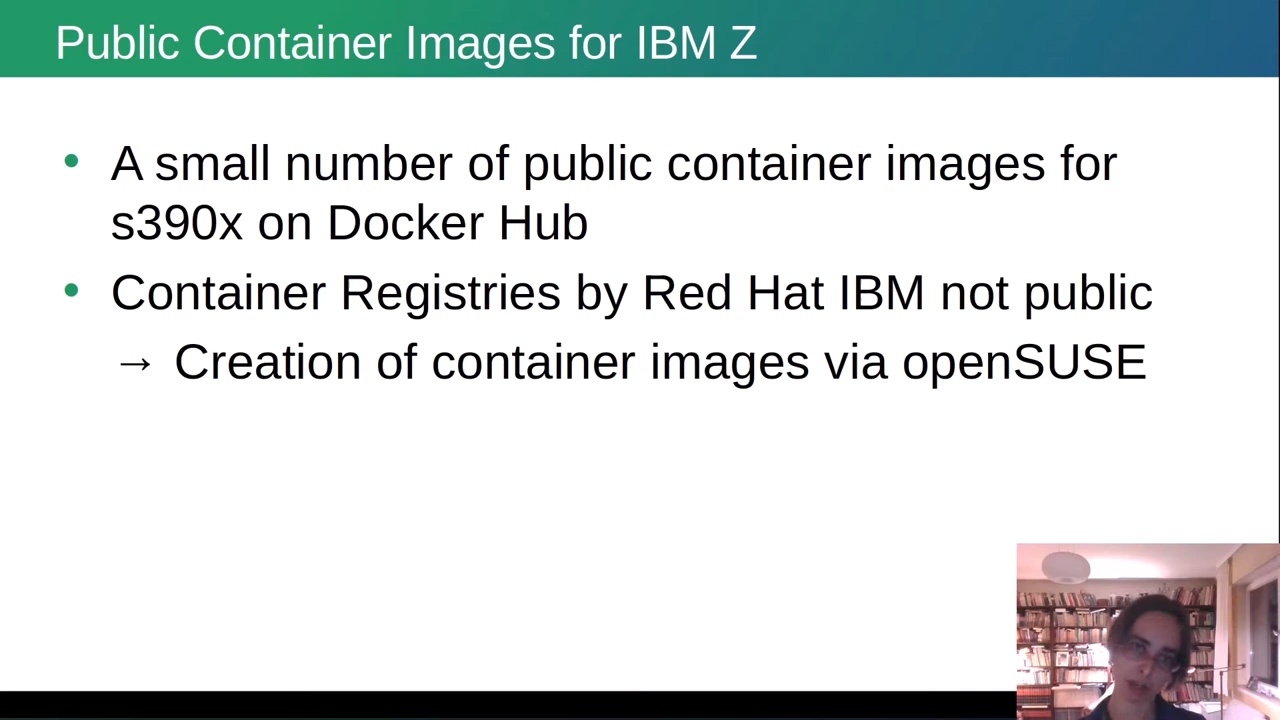 Public Container Images for IBM Z
• A small number of public container images for
s390x on Docker Hub
• Container Registries by Red Hat IBM not public
→ Creation of container images via openSUSE